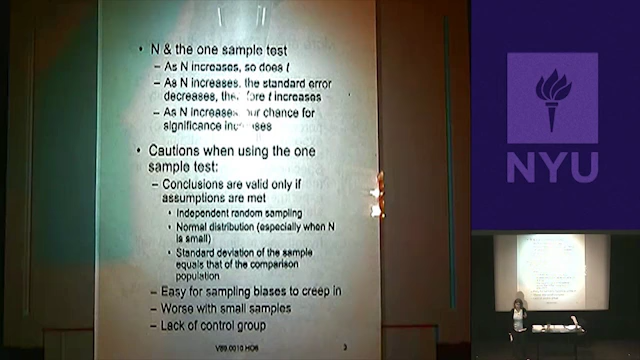 • N & the one sample test
– As N increases, so does t
– As N increases, the standard error
decreases, therefore t increases
– As N increases, our chance for
significance increases
• Cautions when using the one
sample test:
– Conclusions are valid only if
assumptions are met
• Independent random sampling
• Normal distribution (especially when N
is small)
• Standard deviation of the sample
equals that of the comparison
population
– Easy for sampling biases to creep in
– Worse with small samples
– Lack of control group
V89.0010 HO6
3
NYU